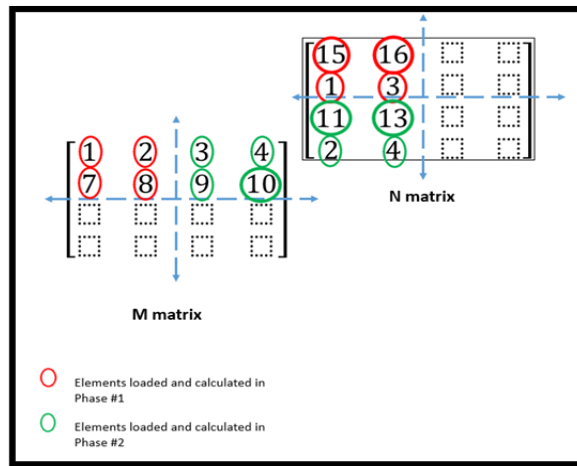 15 16
1 3
11 13
2 4
N matrix
1 2 3 4
7 8 9 10
M matrix
Elements loaded and calculated in
Phase #1
Elements loaded and calculated in
Phase #2